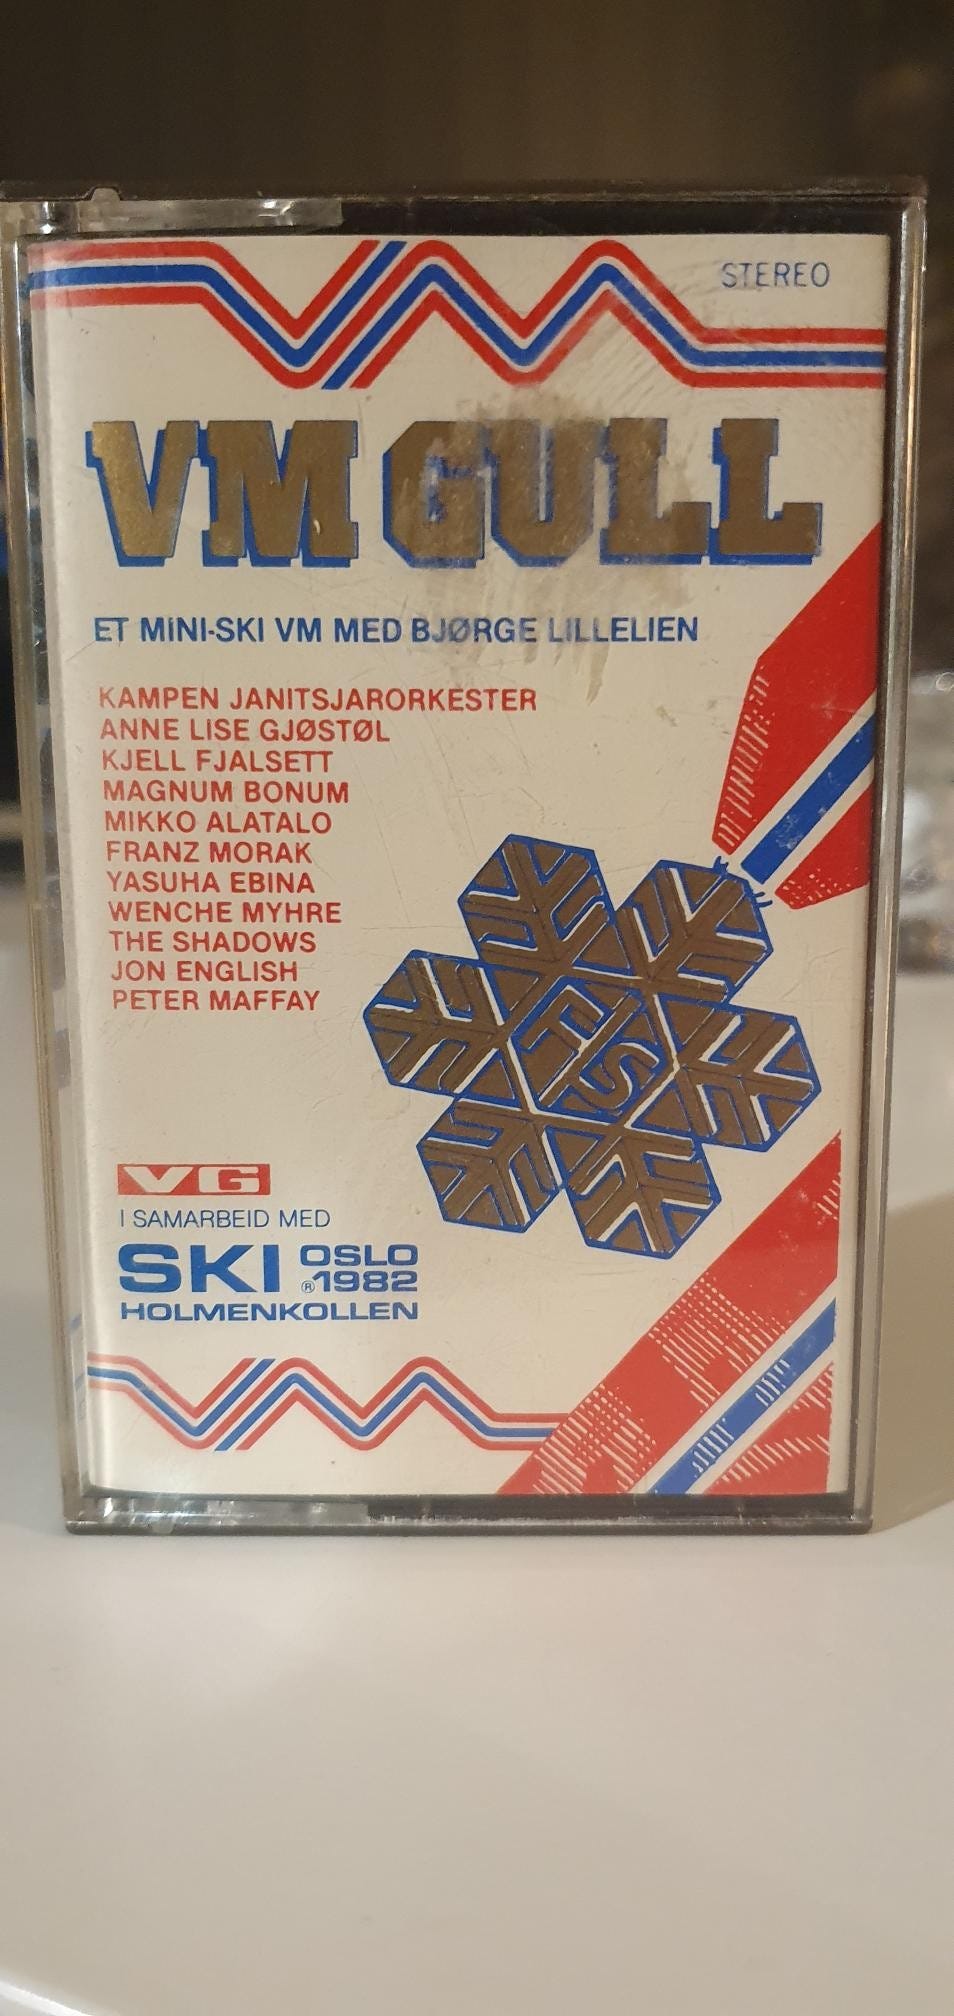 STEREO
VM GULL
ET MINI-SKI VM MED BJØRGE LILLELIEN
KAMPEN JANITSJARORKESTER
ANNE LISE GJØSTØL
KJELL FJALSETT
MAGNUM BONUM
MIKKO ALATALO
FRANZ MORAK
YASUHA EBINA
WENCHE MYHRE
THE SHADOWS
JON ENGLISH
PETER MAFFAY
FIS
VG
I SAMARBEID MED
SKI OSLO
®1982
HOLMENKOLLEN